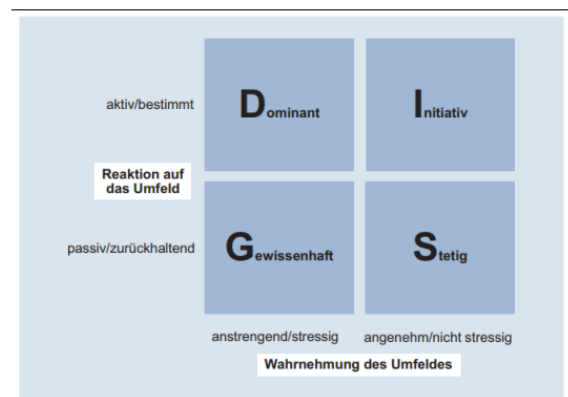 aktiv/bestimmt
Dominant
Initiativ
Reaktion auf
das Umfeld
passiv/zurückhaltend
Gewissenhaft
Stetig
anstrengend/stressig
angenehm/nicht stressig
Wahrnehmung des Umfeldes